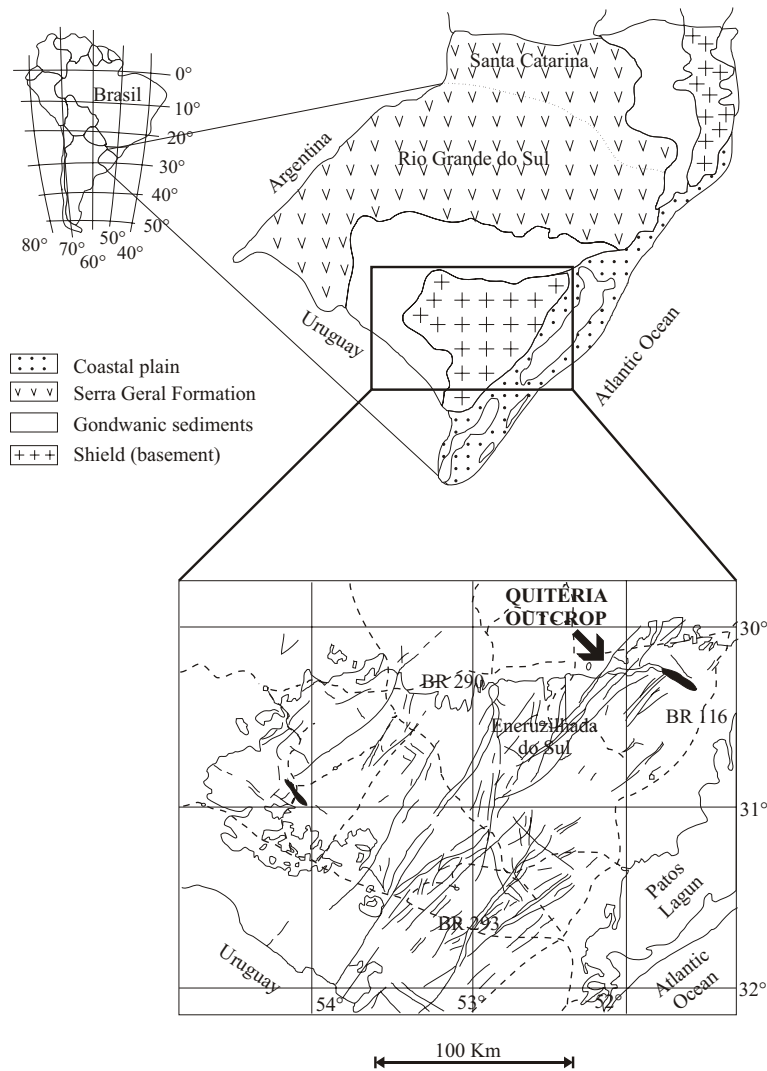 Brasil
0°
10°
20°
30°
40°
50°
80°
70°
60°
50°
40°
Santa Catarina
Rio Grande do Sul
Argentina
Uruguay
Atlantic Ocean
Coastal plain
Serra Geral Formation
Gondwanic sediments
Shield (basement)
QUITÉRIA
OUTCROP
30°
BR 290
BR 116
Encruzilhada
do Sul
31°
Patos
Lagun
BR 293
Uruguay
Atlantic
Ocean
32°
54°
53°
52°
100 Km